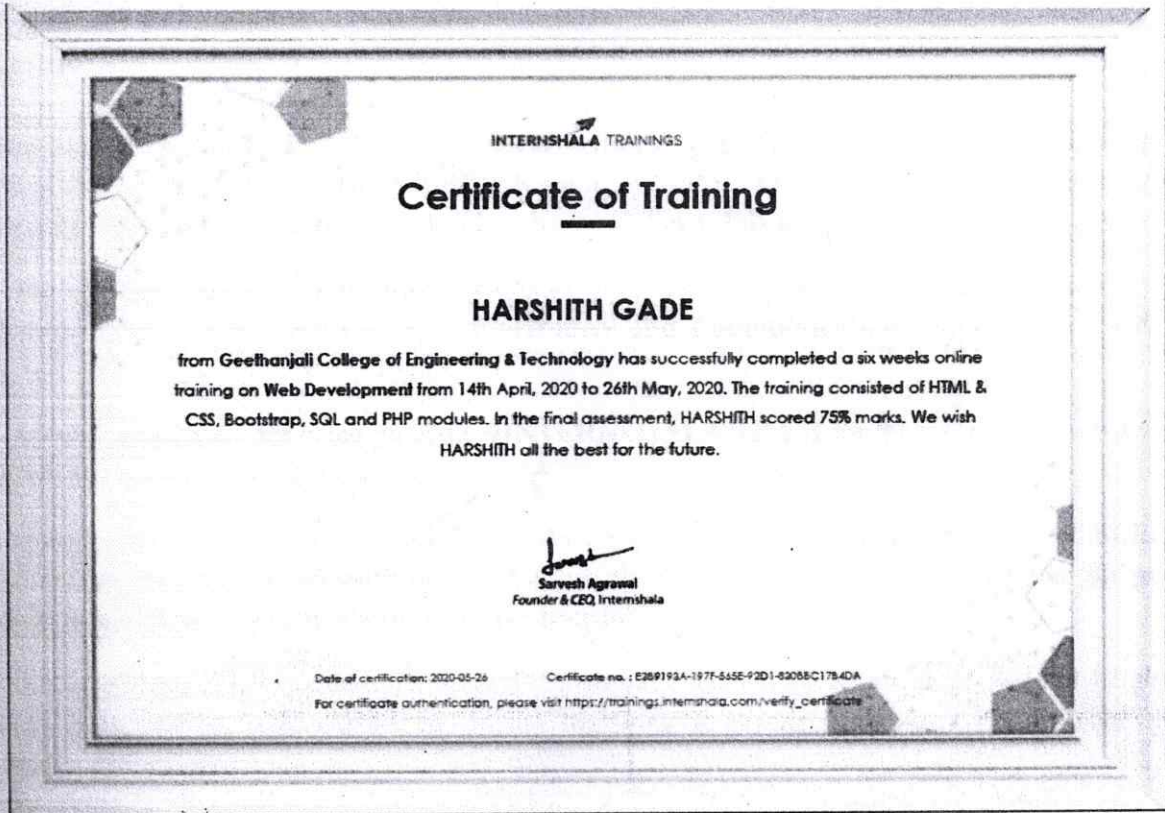 INTERNSHALA TRAININGS
Certificate of Training
HARSHITH GADE
from Geethanjali College of Engineering & Technology has successfully completed a six weeks online
training on Web Development from 14th April, 2020 to 26th May, 2020. The training consisted of HTML &
CSS, Bootstrap, SQL and PHP modules. In the final assessment, HARSHITH scored 75% marks. We wish
HARSHITH all the best for the future.
Sarvesh Agrawal
Founder & CEO, Internshala
Date of certification: 2020-05-26 Certificate no. :
For certificate authentication, please visit https://trainings.internshala.com/verify_certificate